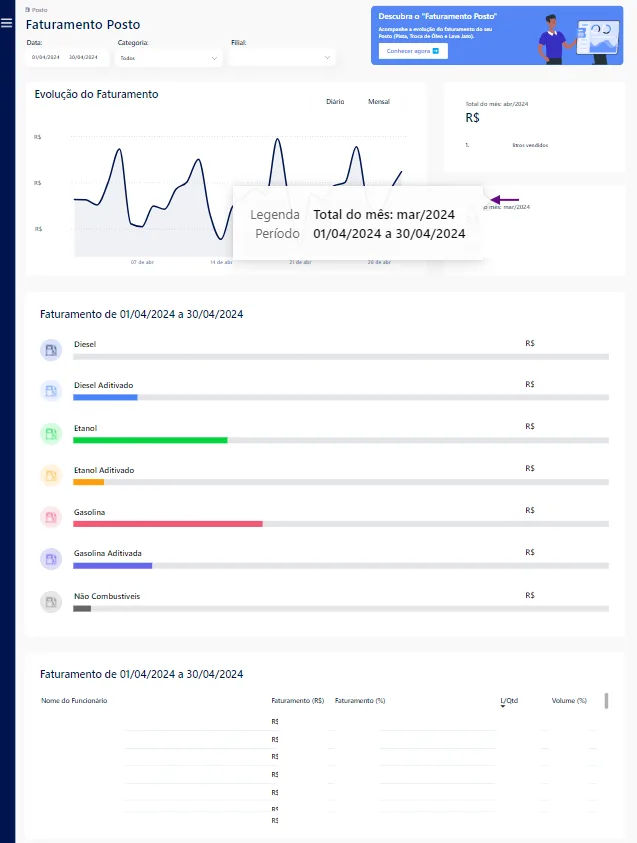 Posto
Faturamento Posto
Data:
Categoria:
Filial:
01/04/2024
30/04/2024
Todos
Descubra o "Faturamento Posto"
Acompanhe a evolução do faturamento do seu
Posto (Pista, Troca de Óleo e Lava Jato).
Conhecer agora
Evolução do Faturamento
Diário
Mensal
R$
R$
R$
07 de abr
14 de abr
21 de abr
28 de abr
Total do mês: abr/2024
R$
litros vendidos
mês: mar/2024
Legenda Total do mês: mar/2024
Período 01/04/2024 a 30/04/2024
Faturamento de 01/04/2024 a 30/04/2024
Diesel R$
Diesel Aditivado R$
Etanol R$
Etanol Aditivado R$
Gasolina R$
Gasolina Aditivada R$
Não Combustíveis R$
Faturamento de 01/04/2024 a 30/04/2024
Nome do Funcionário Faturamento (R$) Faturamento (%) L/Qtd Volume (%)
R$
R$
R$
R$
R$
R$
R$